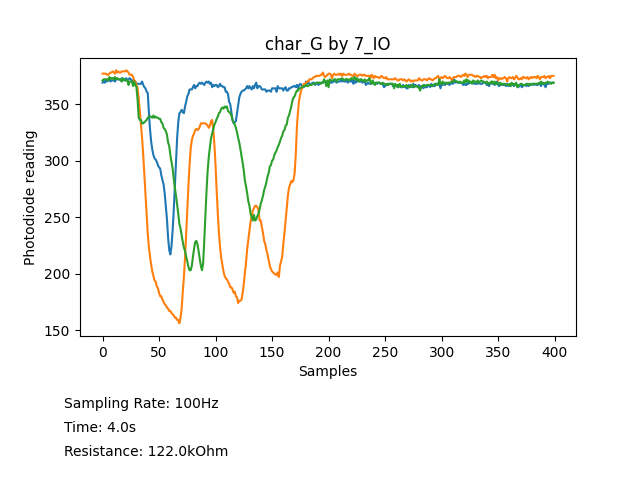 char_G by 7_IO
Photodiode reading
350
300
250
200
150
0 50 100 150 200 250 300 350 400
Samples
Sampling Rate: 100Hz
Time: 4.0s
Resistance: 122.0kOhm